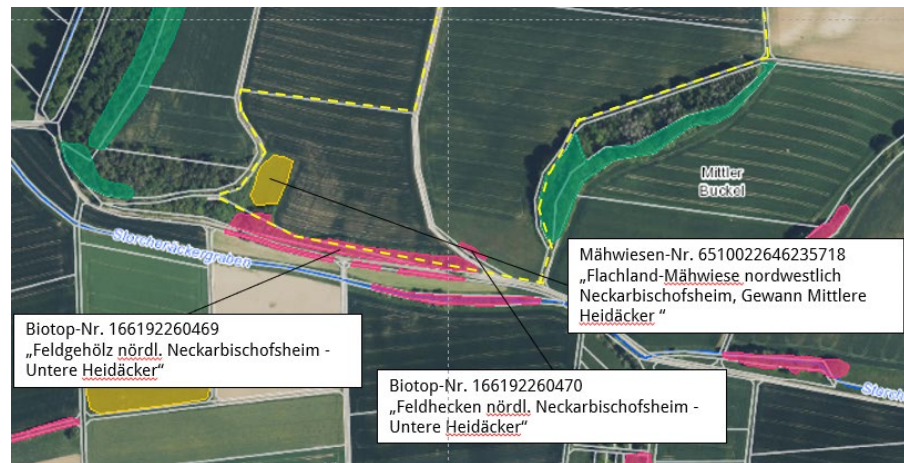 Mittler
Buckel
Storchenäckergraben
Mähwiesen-Nr. 6510022646235718
„Flachland-Mähwiese nordwestlich
Neckarbischofsheim, Gewann Mittlere
Heidäcker “
Biotop-Nr. 166192260469
„Feldgehölz nördl. Neckarbischofsheim -
Untere Heidäcker“
Biotop-Nr. 166192260470
„Feldhecken nördl. Neckarbischofsheim -
Untere Heidäcker“
Storch